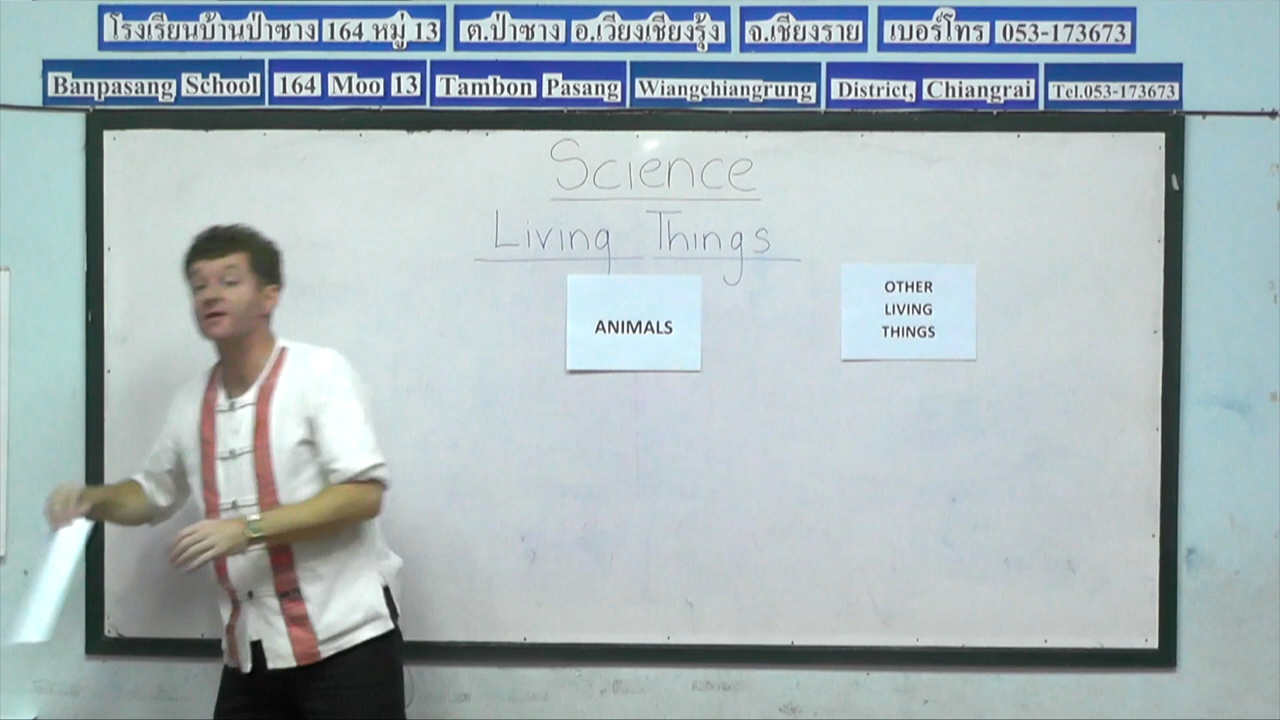 โรงเรียนบ้านป่าซาง 164 หมู่ 13 ต.ป่าซาง อ.เวียงเชียงรุ้ง จ.เชียงราย เบอร์โทร 053-173673
Banpasang School 164 Moo 13 Tambon Pasang Wiangchiangrung District, Chiangrai Tel.053-173673
Science
Living Things
ANIMALS
OTHER
LIVING
THINGS